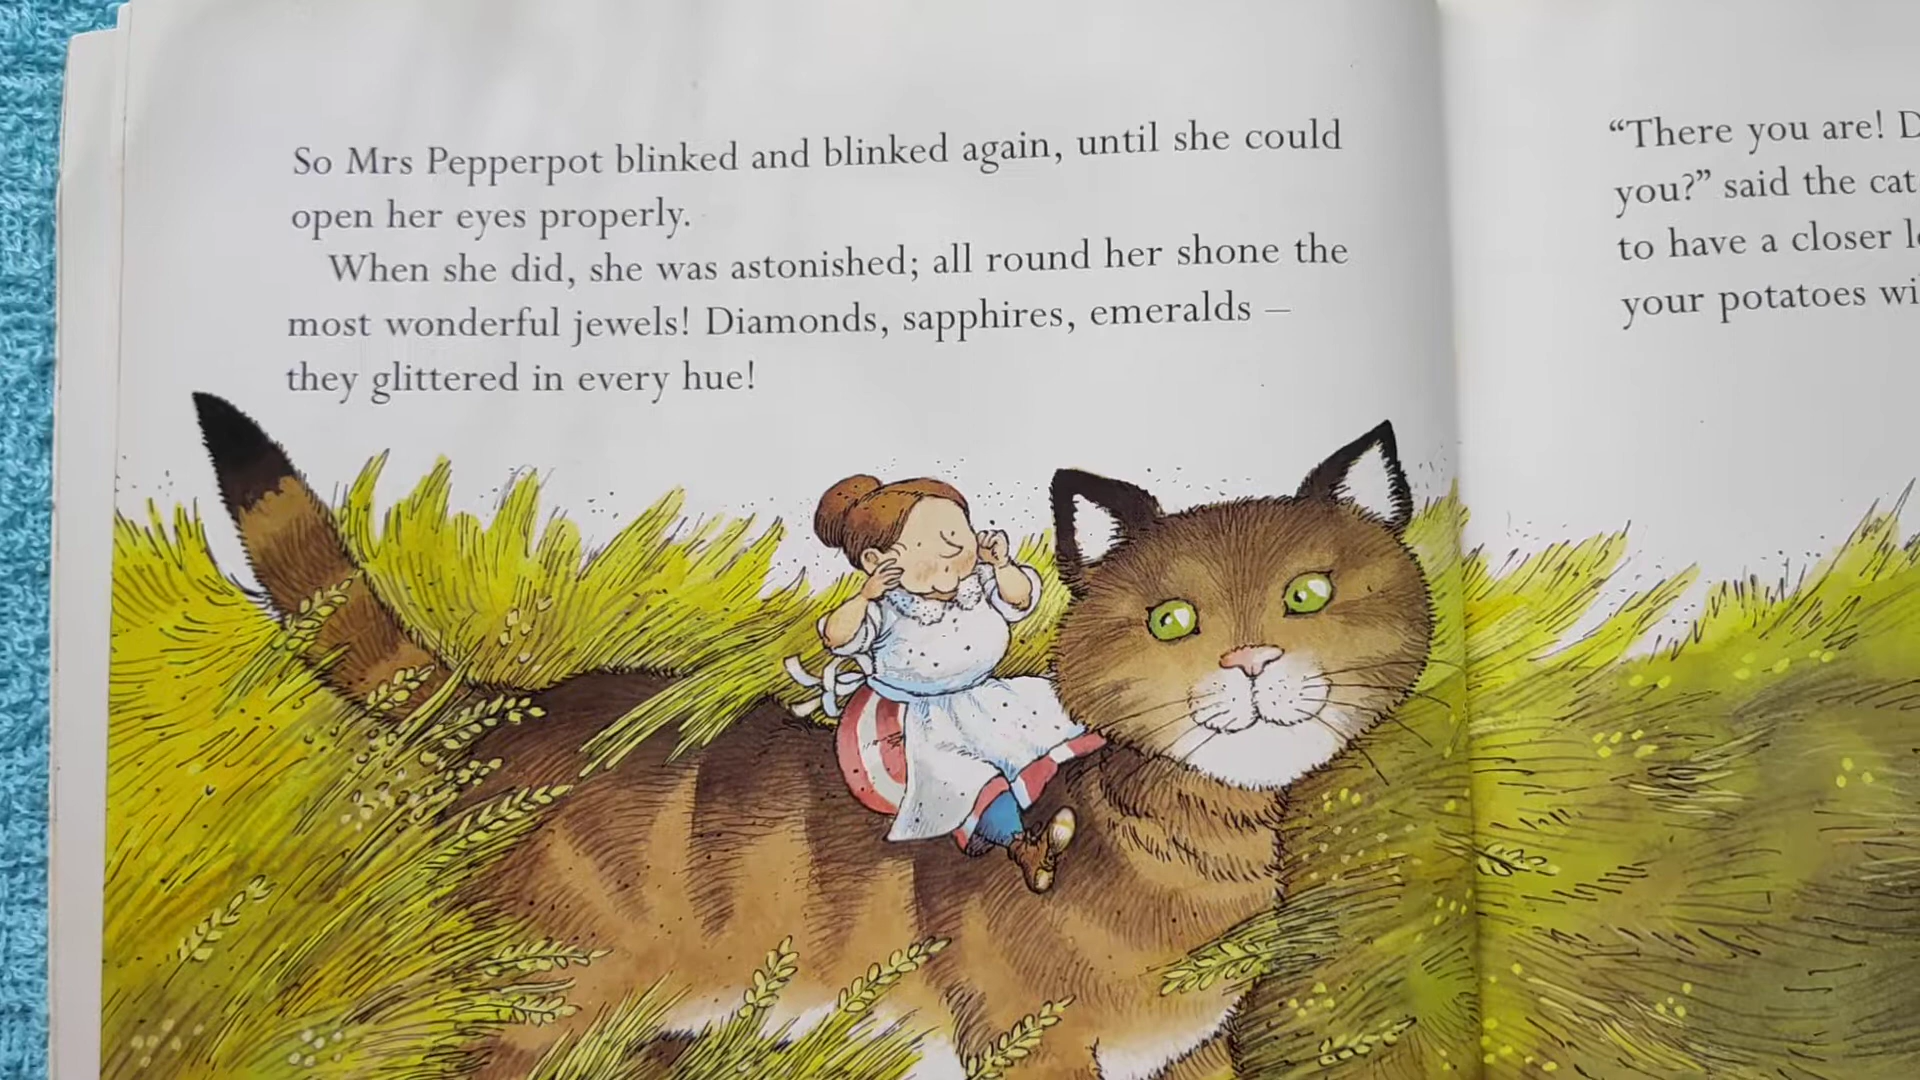 So Mrs Pepperpot blinked and blinked again, until she could
open her eyes properly.
When she did, she was astonished; all round her shone the
most wonderful jewels! Diamonds, sapphires, emeralds –
they glittered in every hue!
“There you are! D
you?” said the cat
to have a closer
your potatoes